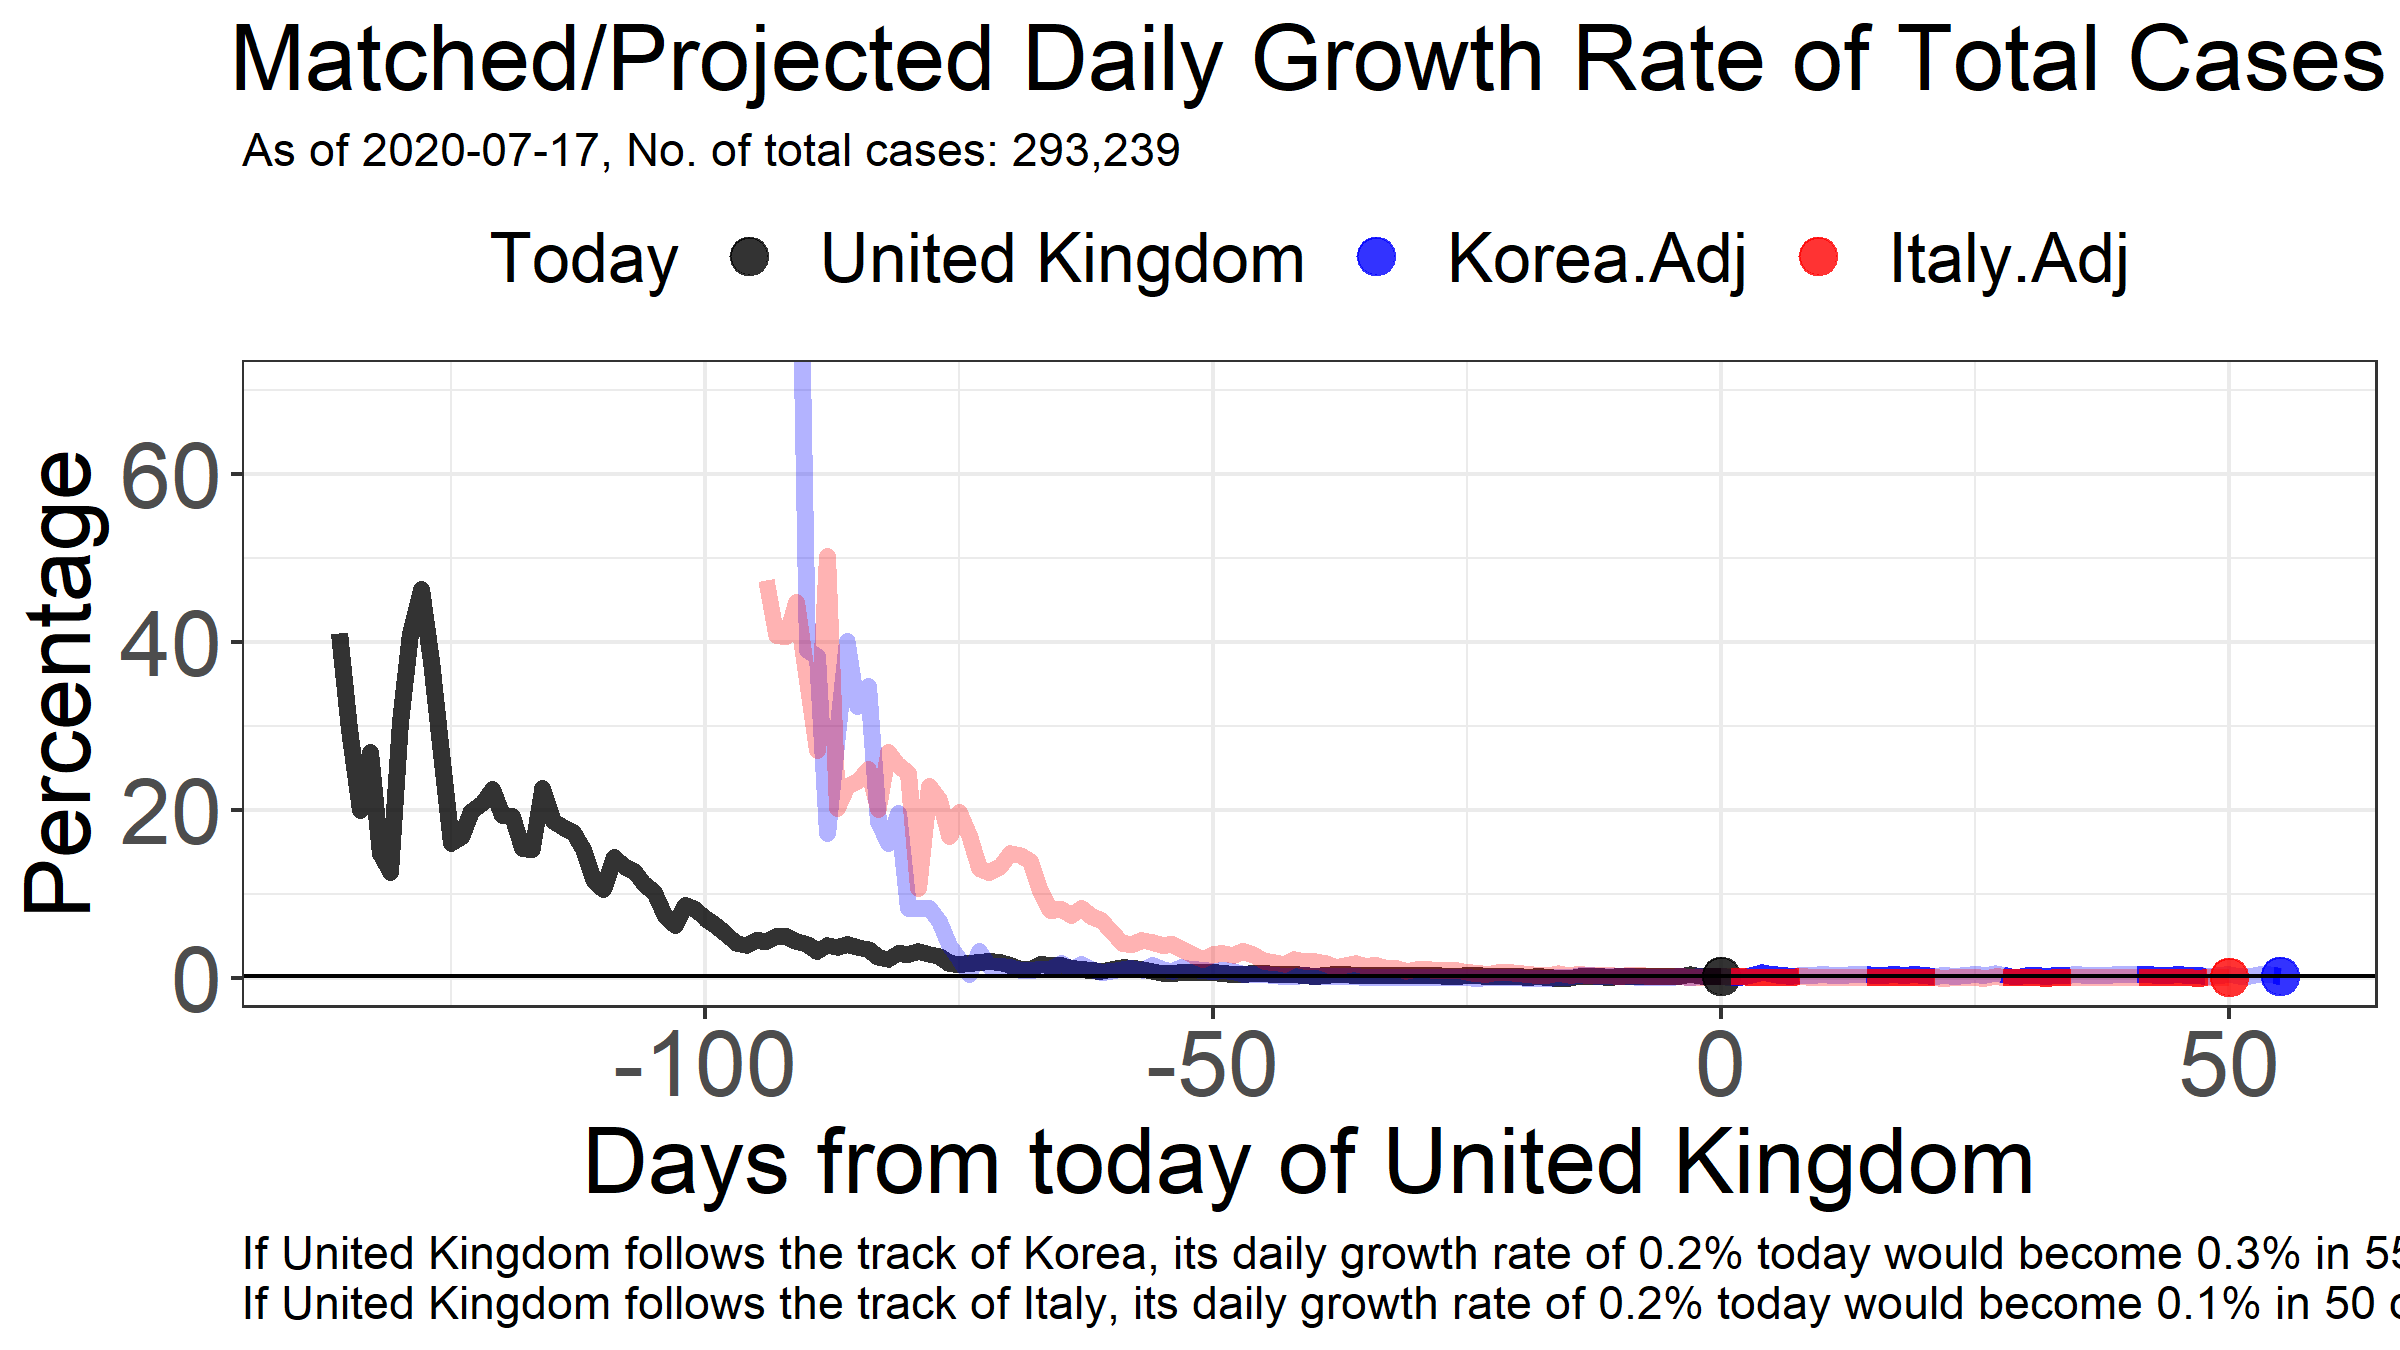 Matched/Projected Daily Growth Rate of Total Cases
As of 2020-07-17, No. of total cases: 293,239
Today United Kingdom Korea.Adj Italy.Adj
Percentage
60
40
20
0
-100 -50 0 50
Days from today of United Kingdom
If United Kingdom follows the track of Korea, its daily growth rate of 0.2% today would become 0.3% in 55
If United Kingdom follows the track of Italy, its daily growth rate of 0.2% today would become 0.1% in 50